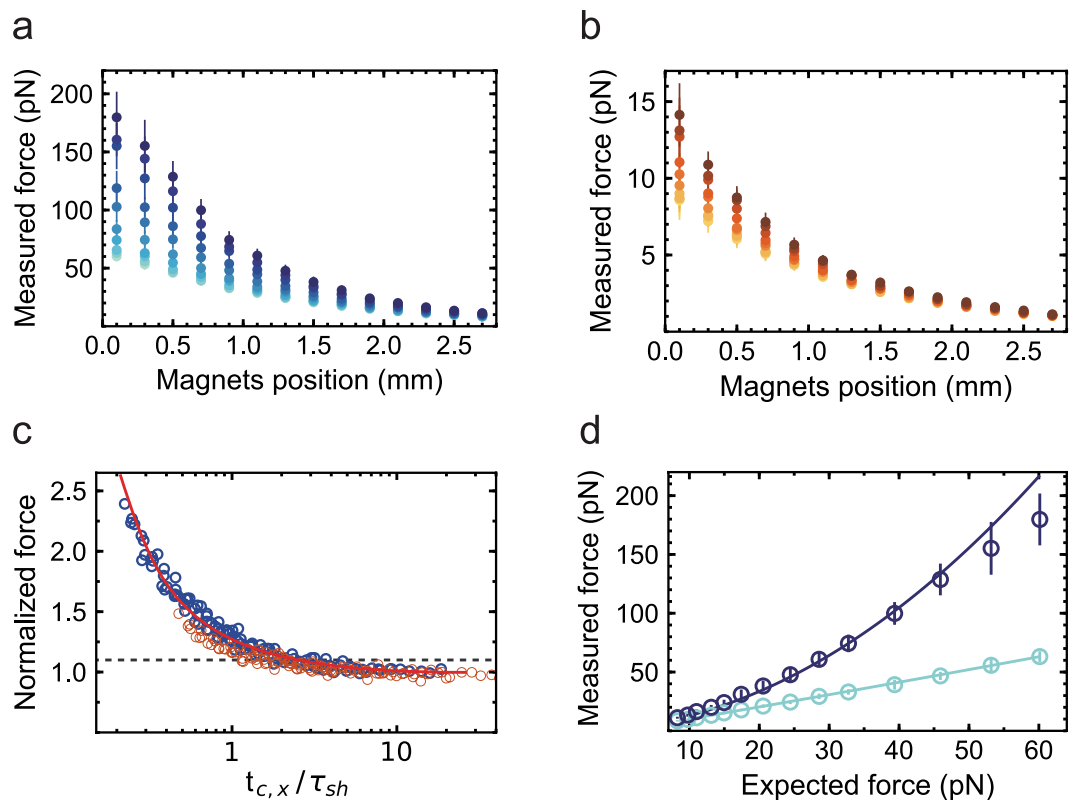 a
b
Measured force (pN)
200
150
100
50
0.0 0.5 1.0 1.5 2.0 2.5
Magnets position (mm)
Measured force (pN)
15
10
5
0.0 0.5 1.0 1.5 2.0 2.5
Magnets position (mm)
c
d
Normalized force
2.5
2.0
1.5
1.0
1 10
t_{c, x} / τ_{sh}
Measured force (pN)
200
150
100
50
10 20 30 40 50 60
Expected force (pN)